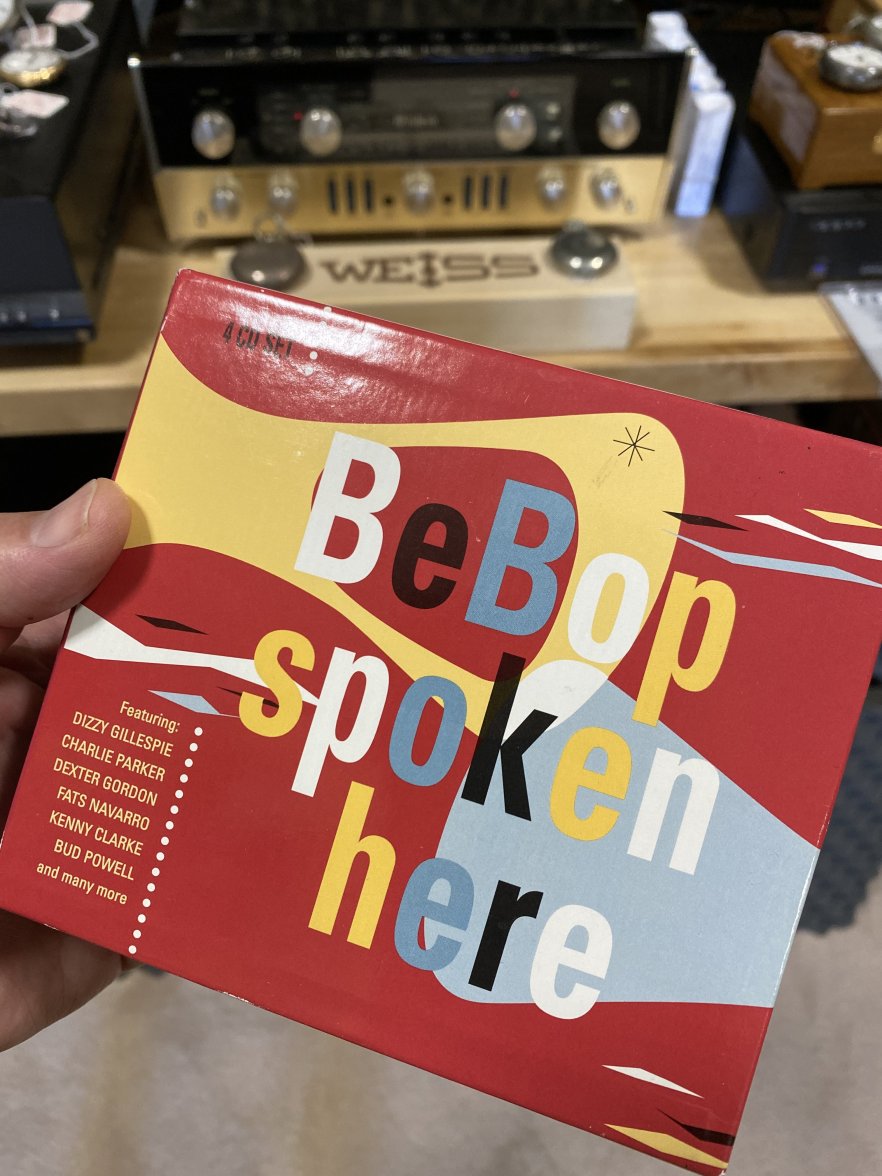 WEISS
4 CD SET
BeBop
spoken
here
Featuring:
DIZZY GILLESPIE
CHARLIE PARKER
DEXTER GORDON
FATS NAVARRO
KENNY CLARKE
BUD POWELL
and many more